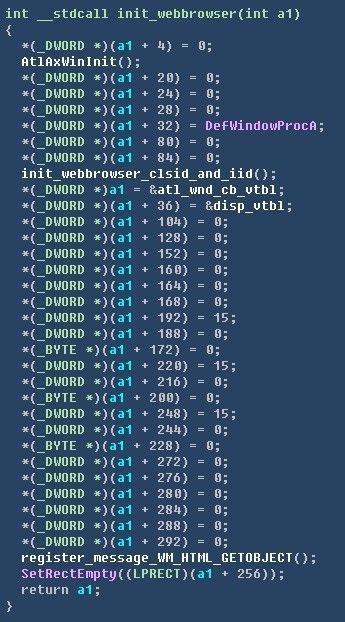 int __stdcall init_webbrowser(int a1)
{
  *(_DWORD *)(a1 + 4) = 0;
  AtlAxWinInit();
  *(_DWORD *)(a1 + 20) = 0;
  *(_DWORD *)(a1 + 24) = 0;
  *(_DWORD *)(a1 + 28) = 0;
  *(_DWORD *)(a1 + 32) = DefWindowProcA;
  *(_DWORD *)(a1 + 80) = 0;
  *(_DWORD *)(a1 + 84) = 0;
  init_webbrowser_clsid_and_iid();
  *(_DWORD *)a1 = &atl_wnd_cb_vtbl;
  *(_DWORD *)(a1 + 36) = &disp_vtbl;
  *(_DWORD *)(a1 + 104) = 0;
  *(_DWORD *)(a1 + 128) = 0;
  *(_DWORD *)(a1 + 152) = 0;
  *(_DWORD *)(a1 + 160) = 0;
  *(_DWORD *)(a1 + 164) = 0;
  *(_DWORD *)(a1 + 168) = 0;
  *(_DWORD *)(a1 + 192) = 15;
  *(_DWORD *)(a1 + 188) = 0;
  *(_BYTE *)(a1 + 172) = 0;
  *(_DWORD *)(a1 + 220) = 15;
  *(_DWORD *)(a1 + 216) = 0;
  *(_BYTE *)(a1 + 200) = 0;
  *(_DWORD *)(a1 + 248) = 15;
  *(_DWORD *)(a1 + 244) = 0;
  *(_BYTE *)(a1 + 228) = 0;
  *(_DWORD *)(a1 + 272) = 0;
  *(_DWORD *)(a1 + 276) = 0;
  *(_DWORD *)(a1 + 280) = 0;
  *(_DWORD *)(a1 + 284) = 0;
  *(_DWORD *)(a1 + 288) = 0;
  *(_DWORD *)(a1 + 292) = 0;
  register_message_WM_HTML_GETOBJECT();
  SetRectEmpty((LPRECT)(a1 + 256));
  return a1;
}